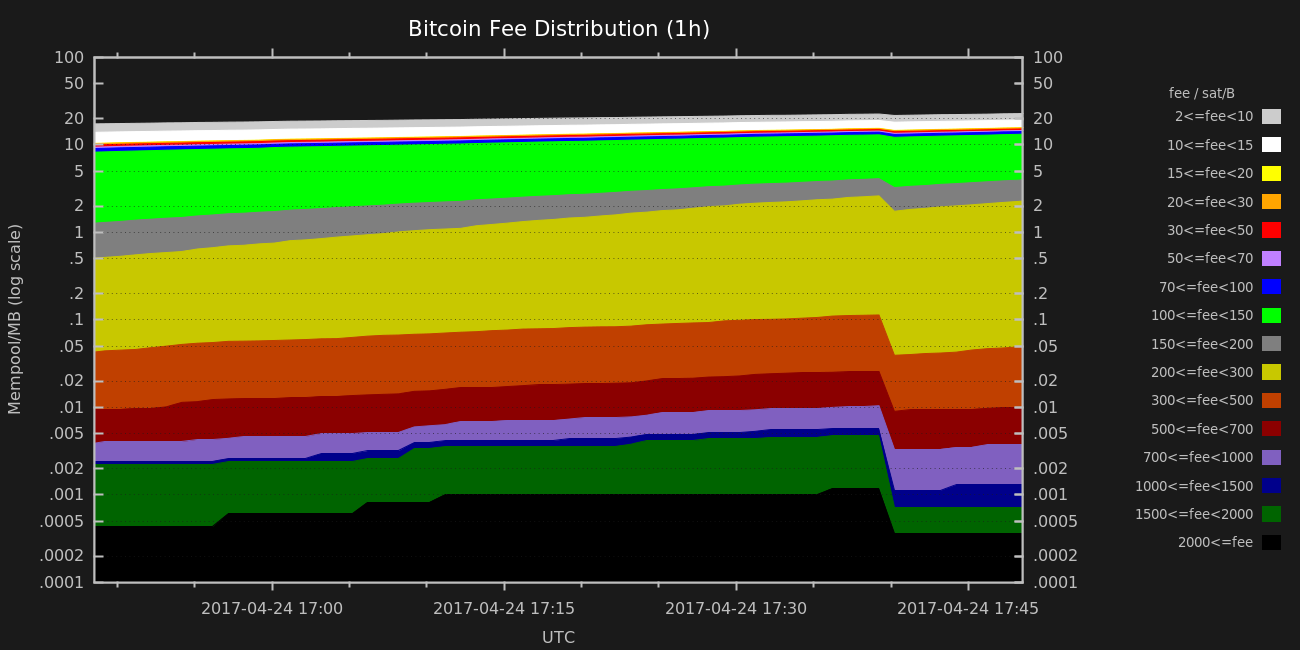 Bitcoin Fee Distribution (1h)
100
50
20
10
5
2
1
.5
.2
.1
.05
.02
.01
.005
.002
.001
.0005
.0002
.0001
Mempool/MB (log scale)
100
50
20
10
5
2
1
.5
.2
.1
.05
.02
.01
.005
.002
.001
.0005
.0002
.0001
fee / sat/B
2<=fee<10
10<=fee<15
15<=fee<20
20<=fee<30
30<=fee<50
50<=fee<70
70<=fee<100
100<=fee<150
150<=fee<200
200<=fee<300
300<=fee<500
500<=fee<700
700<=fee<1000
1000<=fee<1500
1500<=fee<2000
2000<=fee
2017-04-24 17:00 2017-04-24 17:15 2017-04-24 17:30 2017-04-24 17:45
UTC